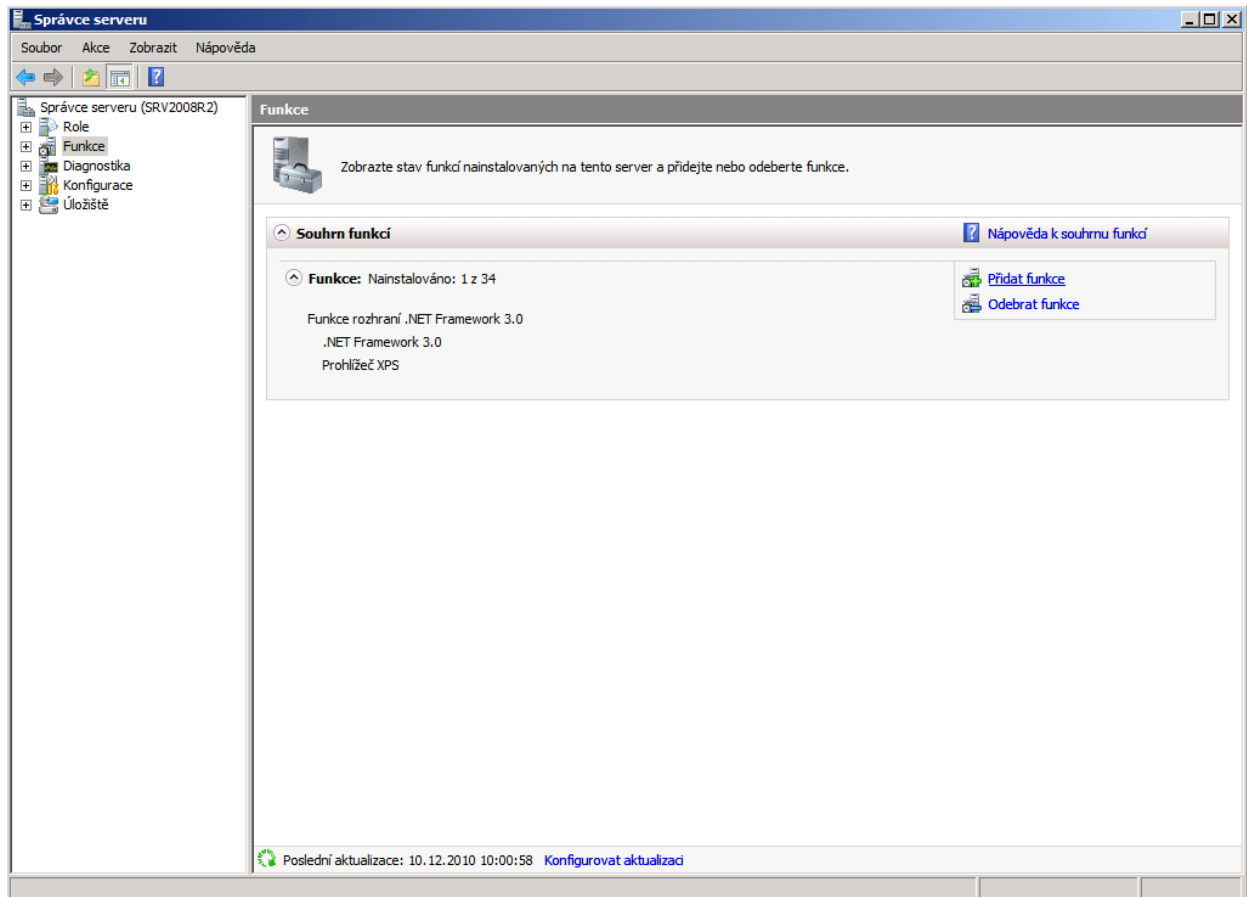 Správce serveru
Soubor Akce Zobrazit Nápověda
Správce serveru (SRV2008R2)
Role
Funkce
Diagnostika
Konfigurace
Úložiště
Funkce
Zobrazte stav funkcí nainstalovaných na tento server a přidejte nebo odeberte funkce.
Souhrn funkcí
Nápověda k souhrnu funkcí
Funkce: Nainstalováno: 1 z 34
Přidat funkce
Odebrat funkce
Funkce rozhraní .NET Framework 3.0
.NET Framework 3.0
Prohlížeč XPS
Poslední aktualizace: 10.12.2010 10:00:58 Konfigurovat aktualizaci